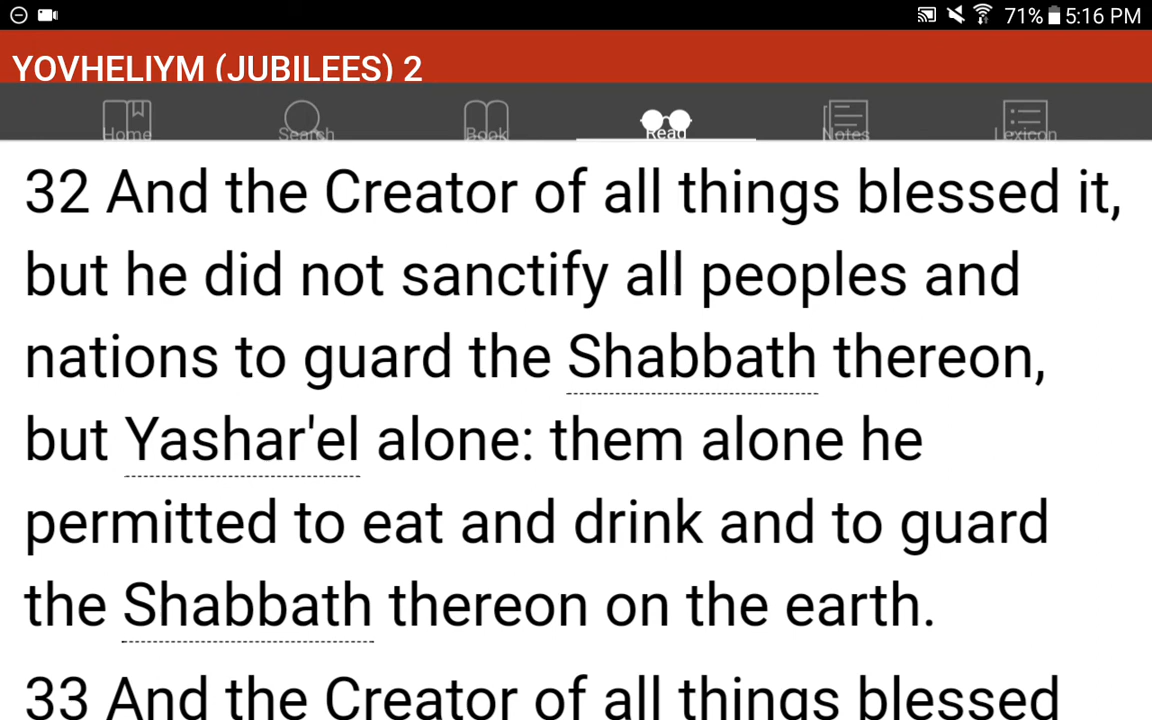 71% 5:16 PM
YOVHELIYM (JUBILEES) 2
Home Search Book Read Notes Lexicon
32 And the Creator of all things blessed it,
but he did not sanctify all peoples and
nations to guard the Shabbath thereon,
but Yashar'el alone: them alone he
permitted to eat and drink and to guard
the Shabbath thereon on the earth.
33 And the Creator of all things blessed